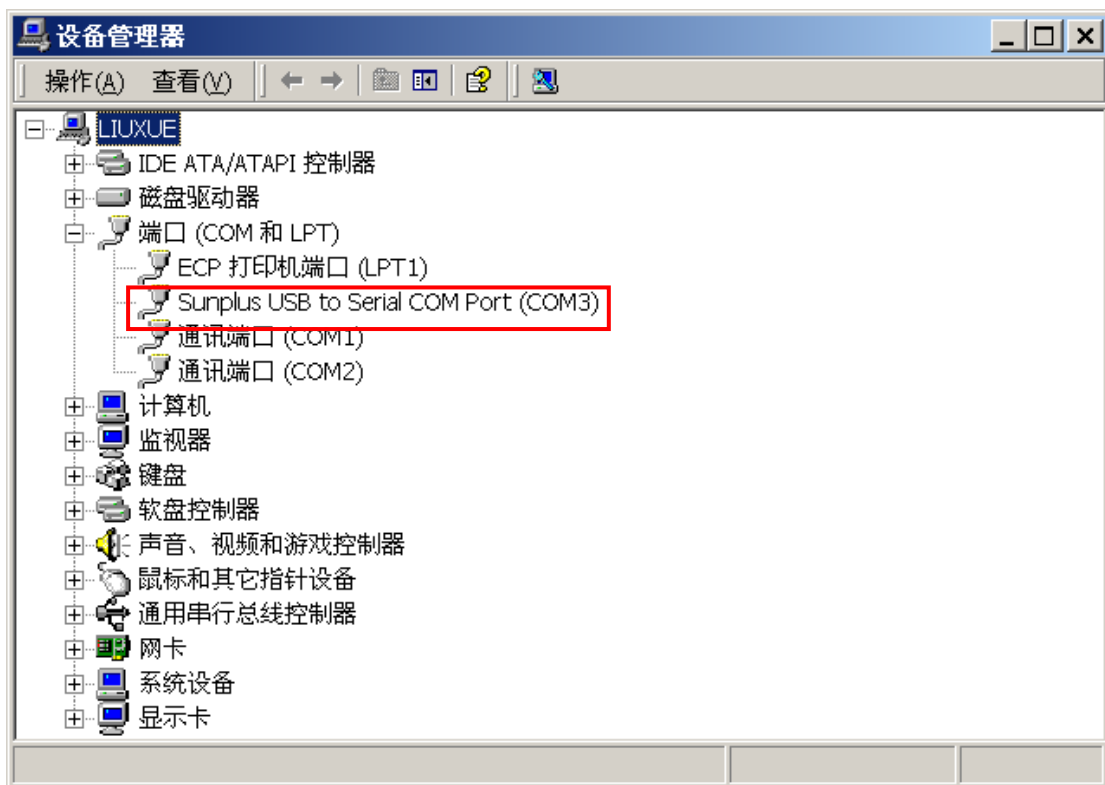 设备管理器
操作(A) 查看(V)
LIUXUE
IDE ATA/ATAPI 控制器
磁盘驱动器
端口 (COM 和 LPT)
ECP 打印机端口 (LPT1)
Sunplus USB to Serial COM Port (COM3)
通讯端口 (COM1)
通讯端口 (COM2)
计算机
监视器
键盘
软盘控制器
声音、视频和游戏控制器
鼠标和其它指针设备
通用串行总线控制器
网卡
系统设备
显示卡